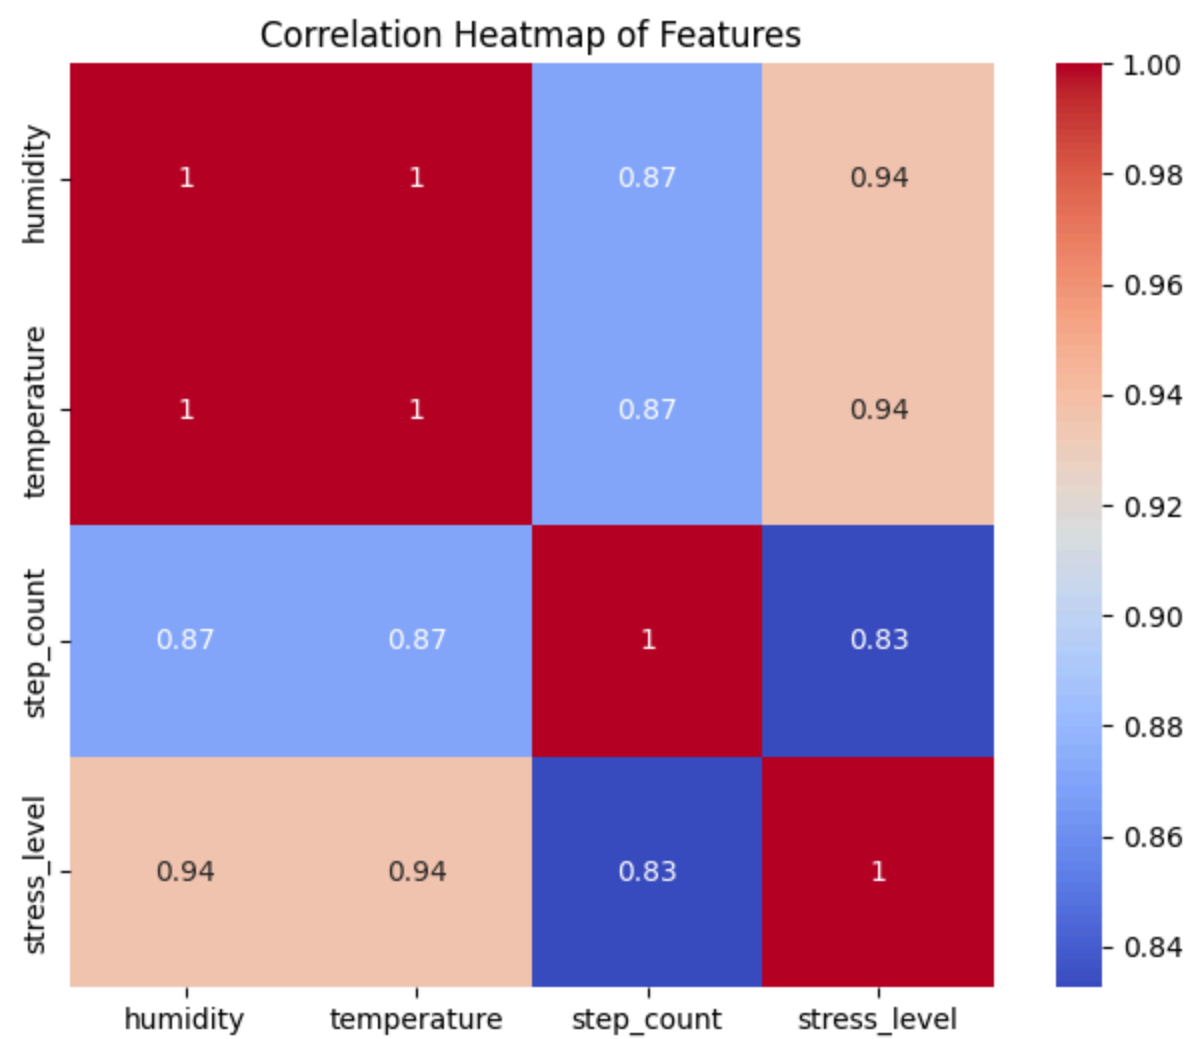 Correlation Heatmap of Features
humidity
1 1 0.87 0.94
temperature
1 1 0.87 0.94
step_count
0.87 0.87 1 0.83
stress_level
0.94 0.94 0.83 1
humidity temperature step_count stress_level
1.00
0.98
0.96
0.94
0.92
0.90
0.88
0.86
0.84